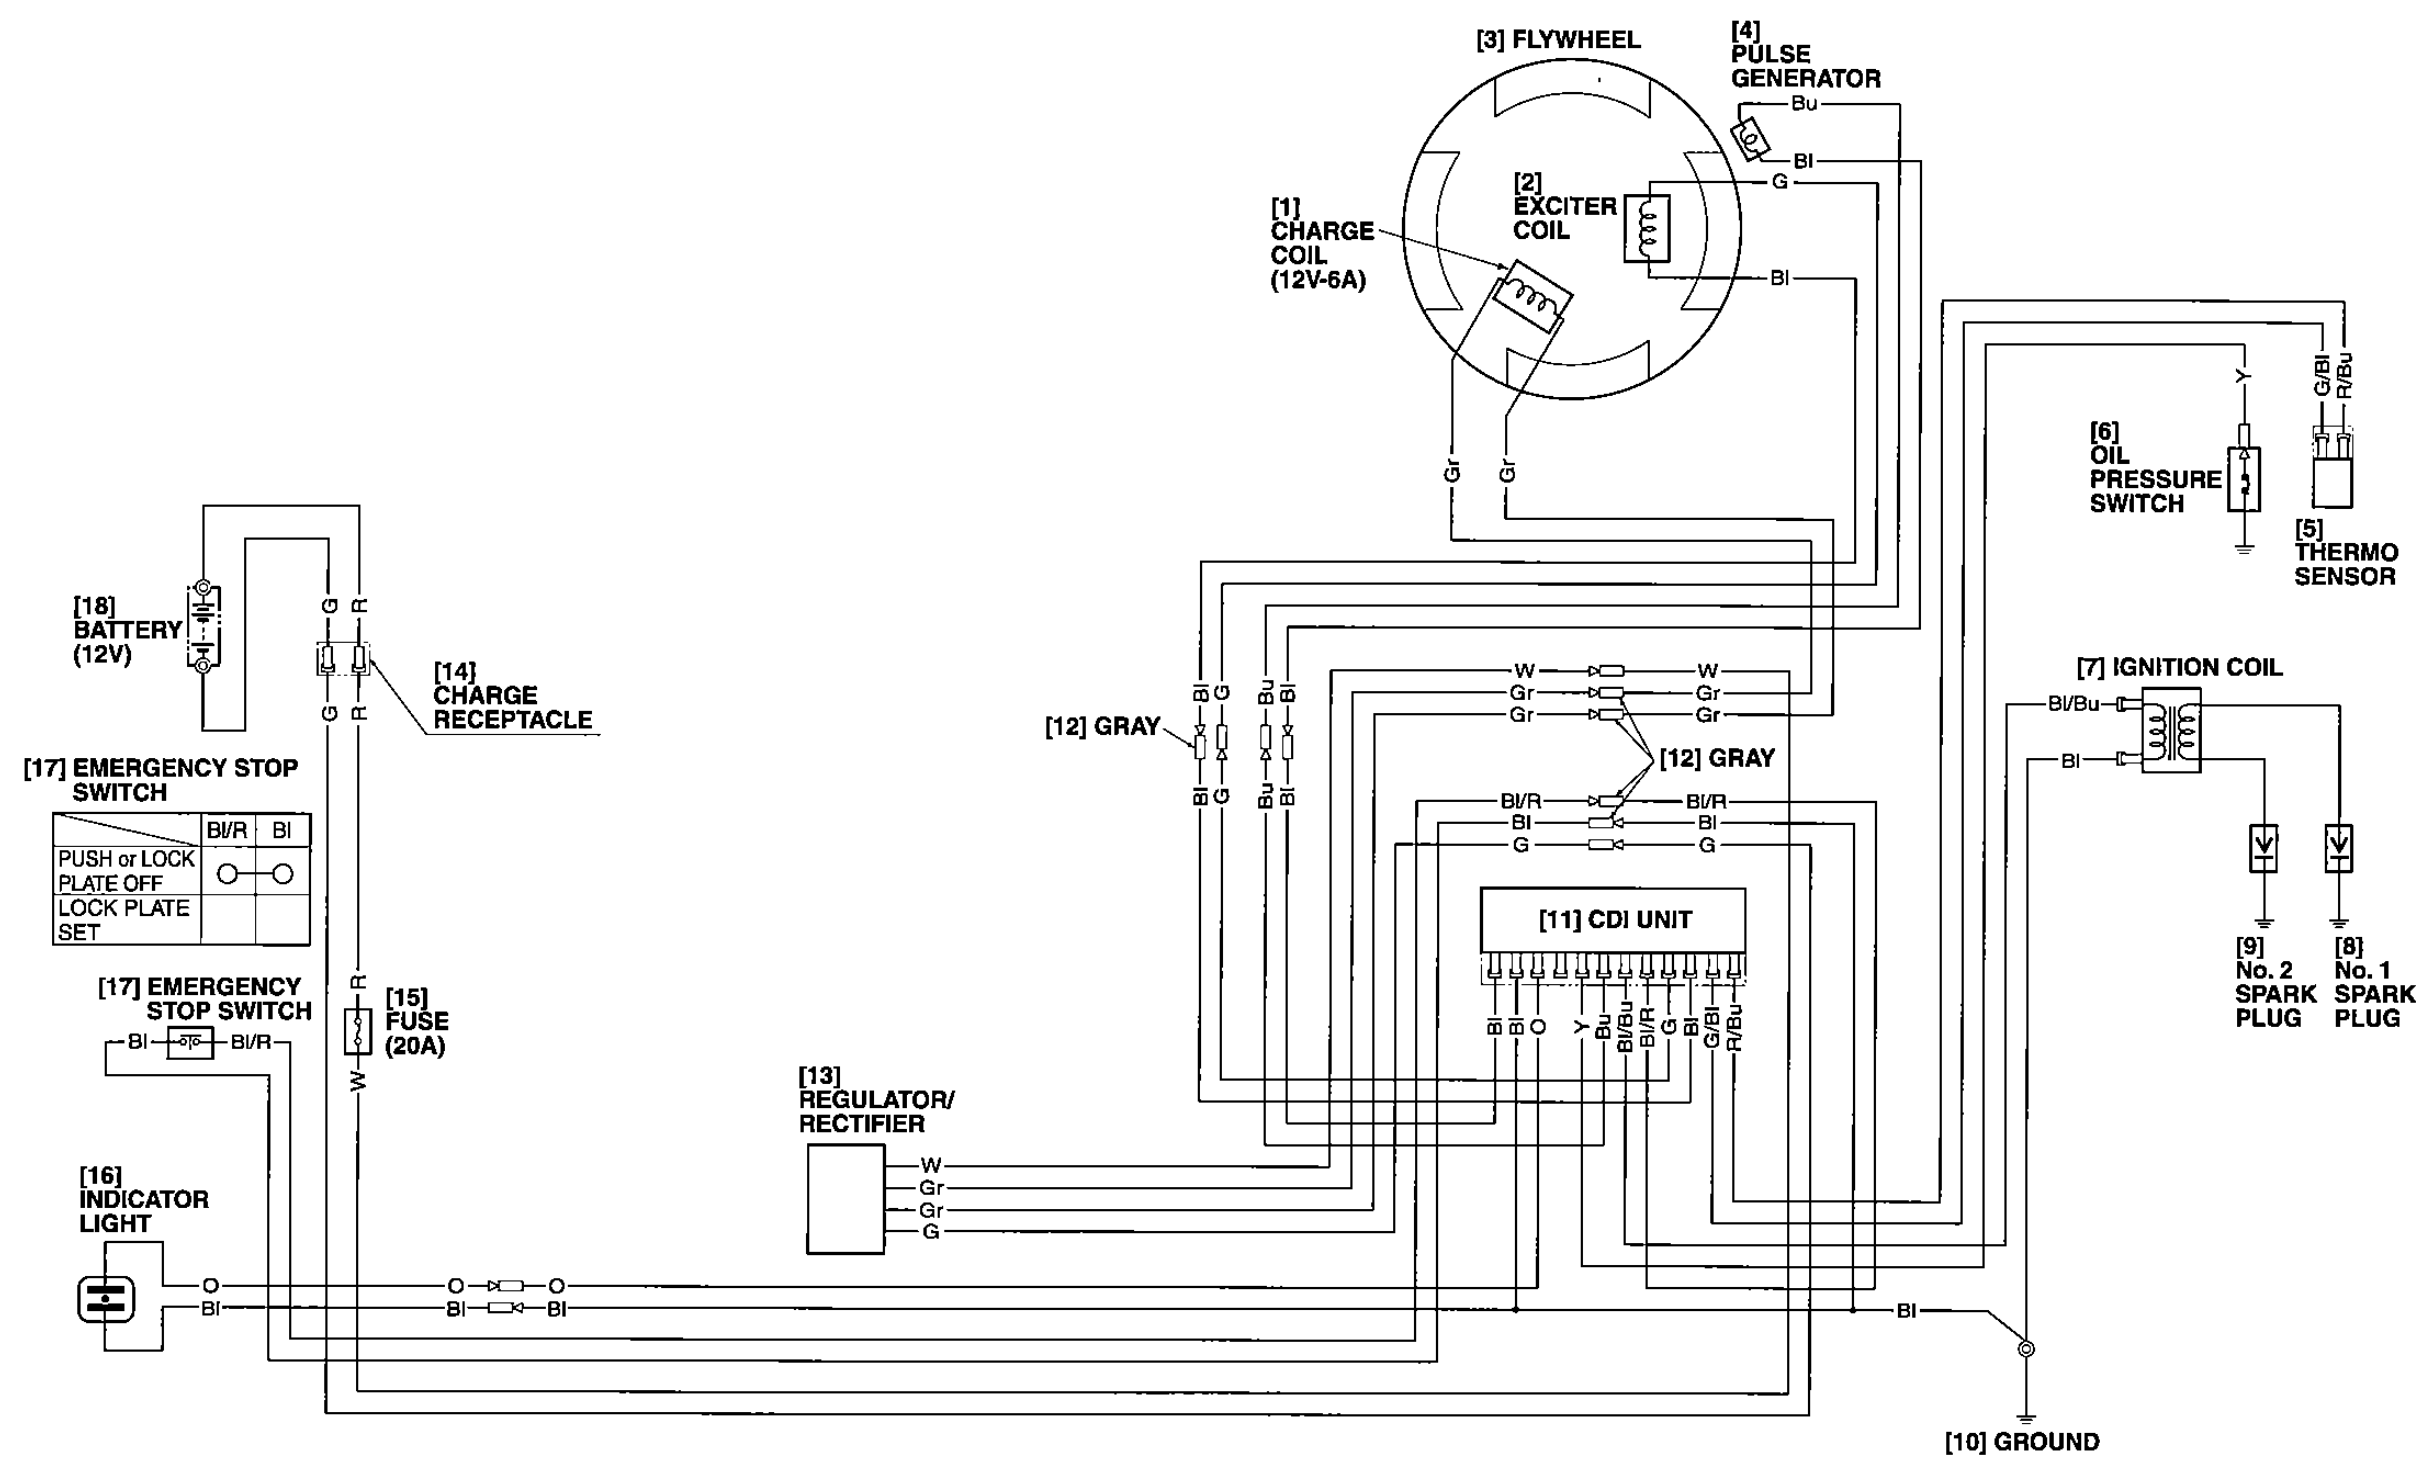 [3] FLYWHEEL
[4]
PULSE
GENERATOR
Bu
Bl
G
[2]
EXCITER
COIL
[1]
CHARGE
COIL
(12V-6A)
Bl
Gr
Gr
Y
G/Bl
R/Bu
[6]
OIL
PRESSURE
SWITCH
[5]
THERMO
SENSOR
[18]
BATTERY
(12V)
G
R
[14]
CHARGE
RECEPTACLE
G
R
Bl
G
Bu
Bl
[12] GRAY
Bl
G
Bu
Bl
W
W
Gr
Gr
Gr
Gr
[12] GRAY
Bl/R
Bl/R
Bl
Bl
G
G
[7] IGNITION COIL
Bl/Bu
Bl
[9]
No. 2
SPARK
PLUG
[8]
No. 1
SPARK
PLUG
[17] EMERGENCY STOP
SWITCH
Bl/R
Bl
PUSH or LOCK
PLATE OFF
LOCK PLATE
SET
[17] EMERGENCY
STOP SWITCH
Bl
Bl/R
R
[15]
FUSE
(20A)
W
[11] CDI UNIT
Bl
Bl
O
Y
Bu
Bl/Bu
Bl/R
G
Bl
G/Bl
R/Bu
[13]
REGULATOR/
RECTIFIER
W
Gr
Gr
G
[16]
INDICATOR
LIGHT
O
O
O
Bl
Bl
Bl
Bl
[10] GROUND